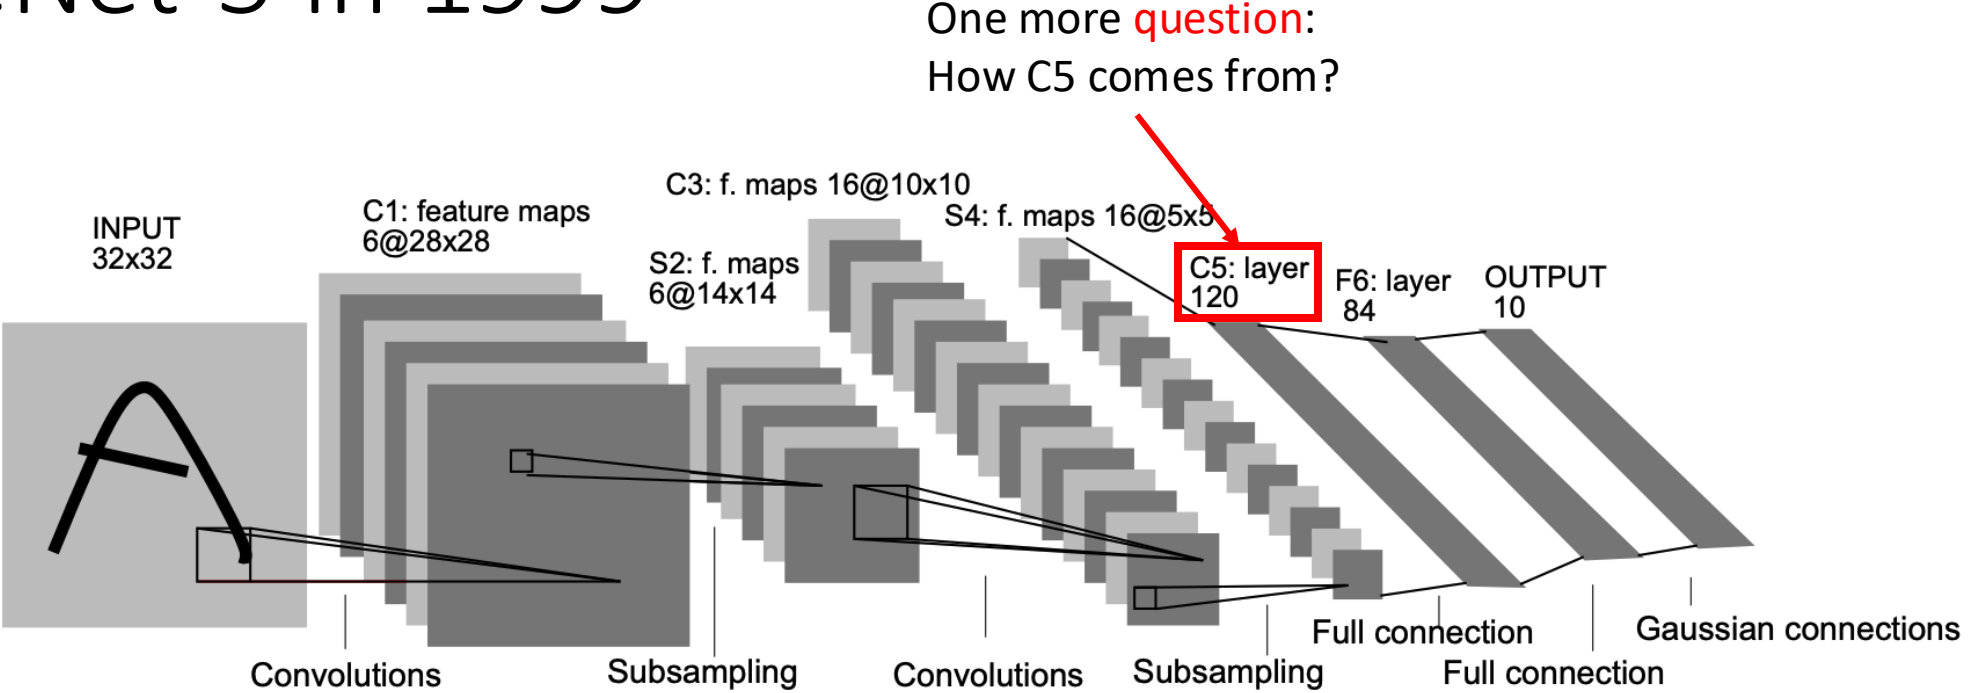 One more question:
How C5 comes from?
C3: f. maps 16@10x10
C1: feature maps
6@28x28
S4: f. maps 16@5x5
INPUT
32x32
S2: f. maps
6@14x14
C5: layer
120
F6: layer
84
OUTPUT
10
Convolutions
Subsampling
Convolutions
Subsampling
Full connection
Full connection
Gaussian connections